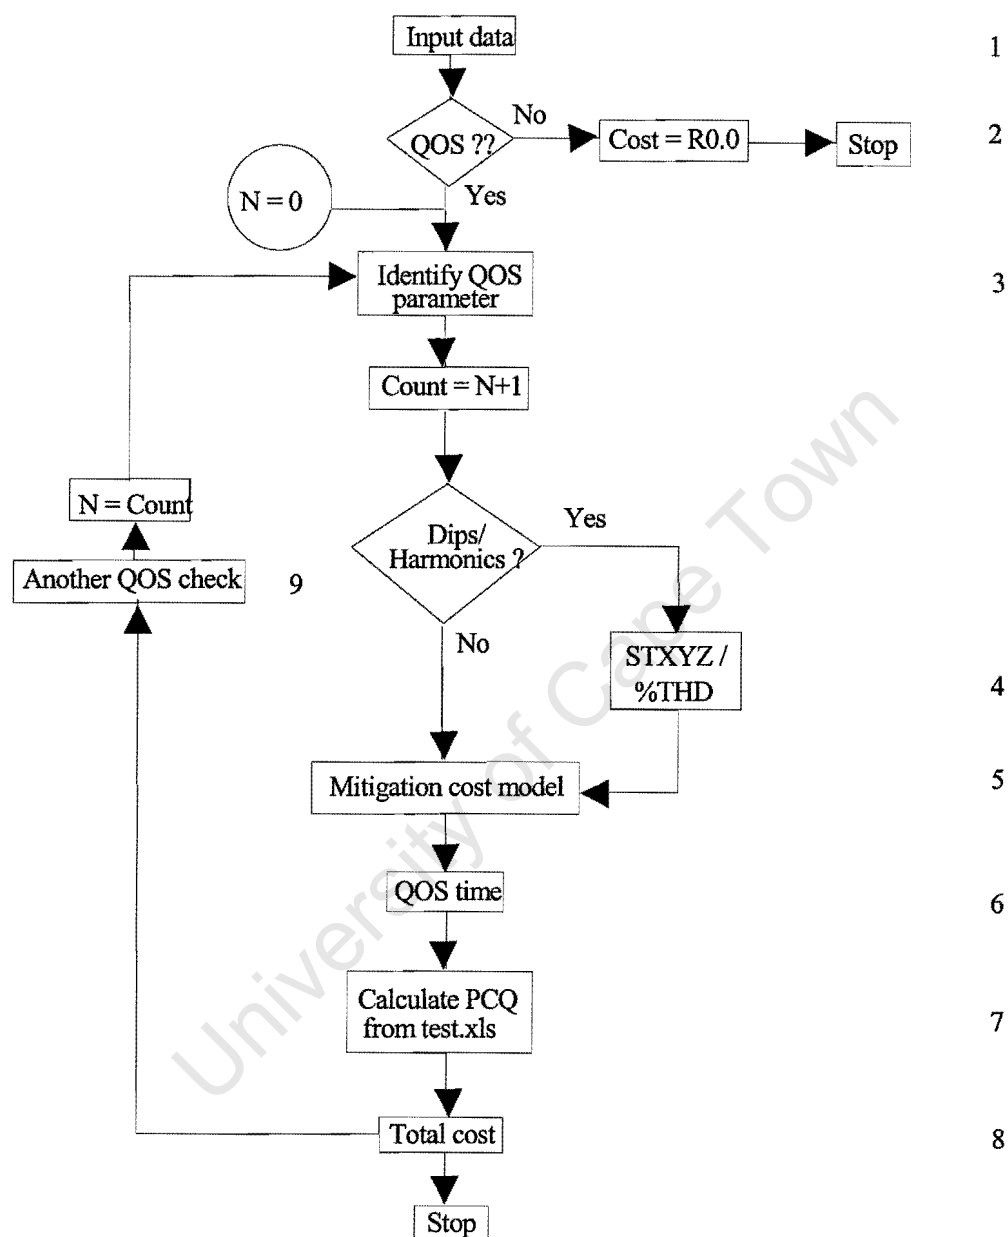 Input data
1
No
QOS ??
Cost = R0.0
Stop
2
Yes
N = 0
Identify QOS
parameter
3
Count = N+1
N = Count
Dips/
Harmonics ?
Yes
Another QOS check
9
No
STXYZ /
%THD
4
Mitigation cost model
5
QOS time
6
Calculate PCQ
from test.xls
7
Total cost
8
Stop
University of Cape Town